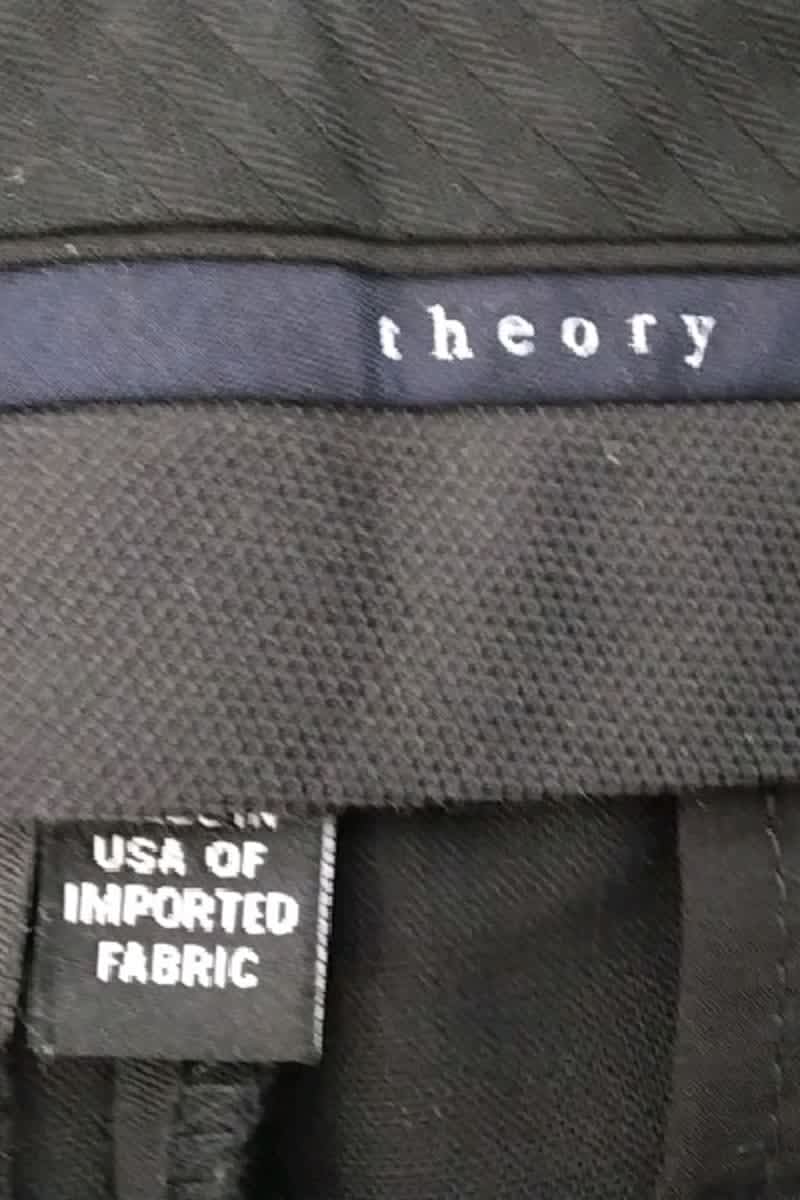 theory
USA OF
IMPORTED
FABRIC